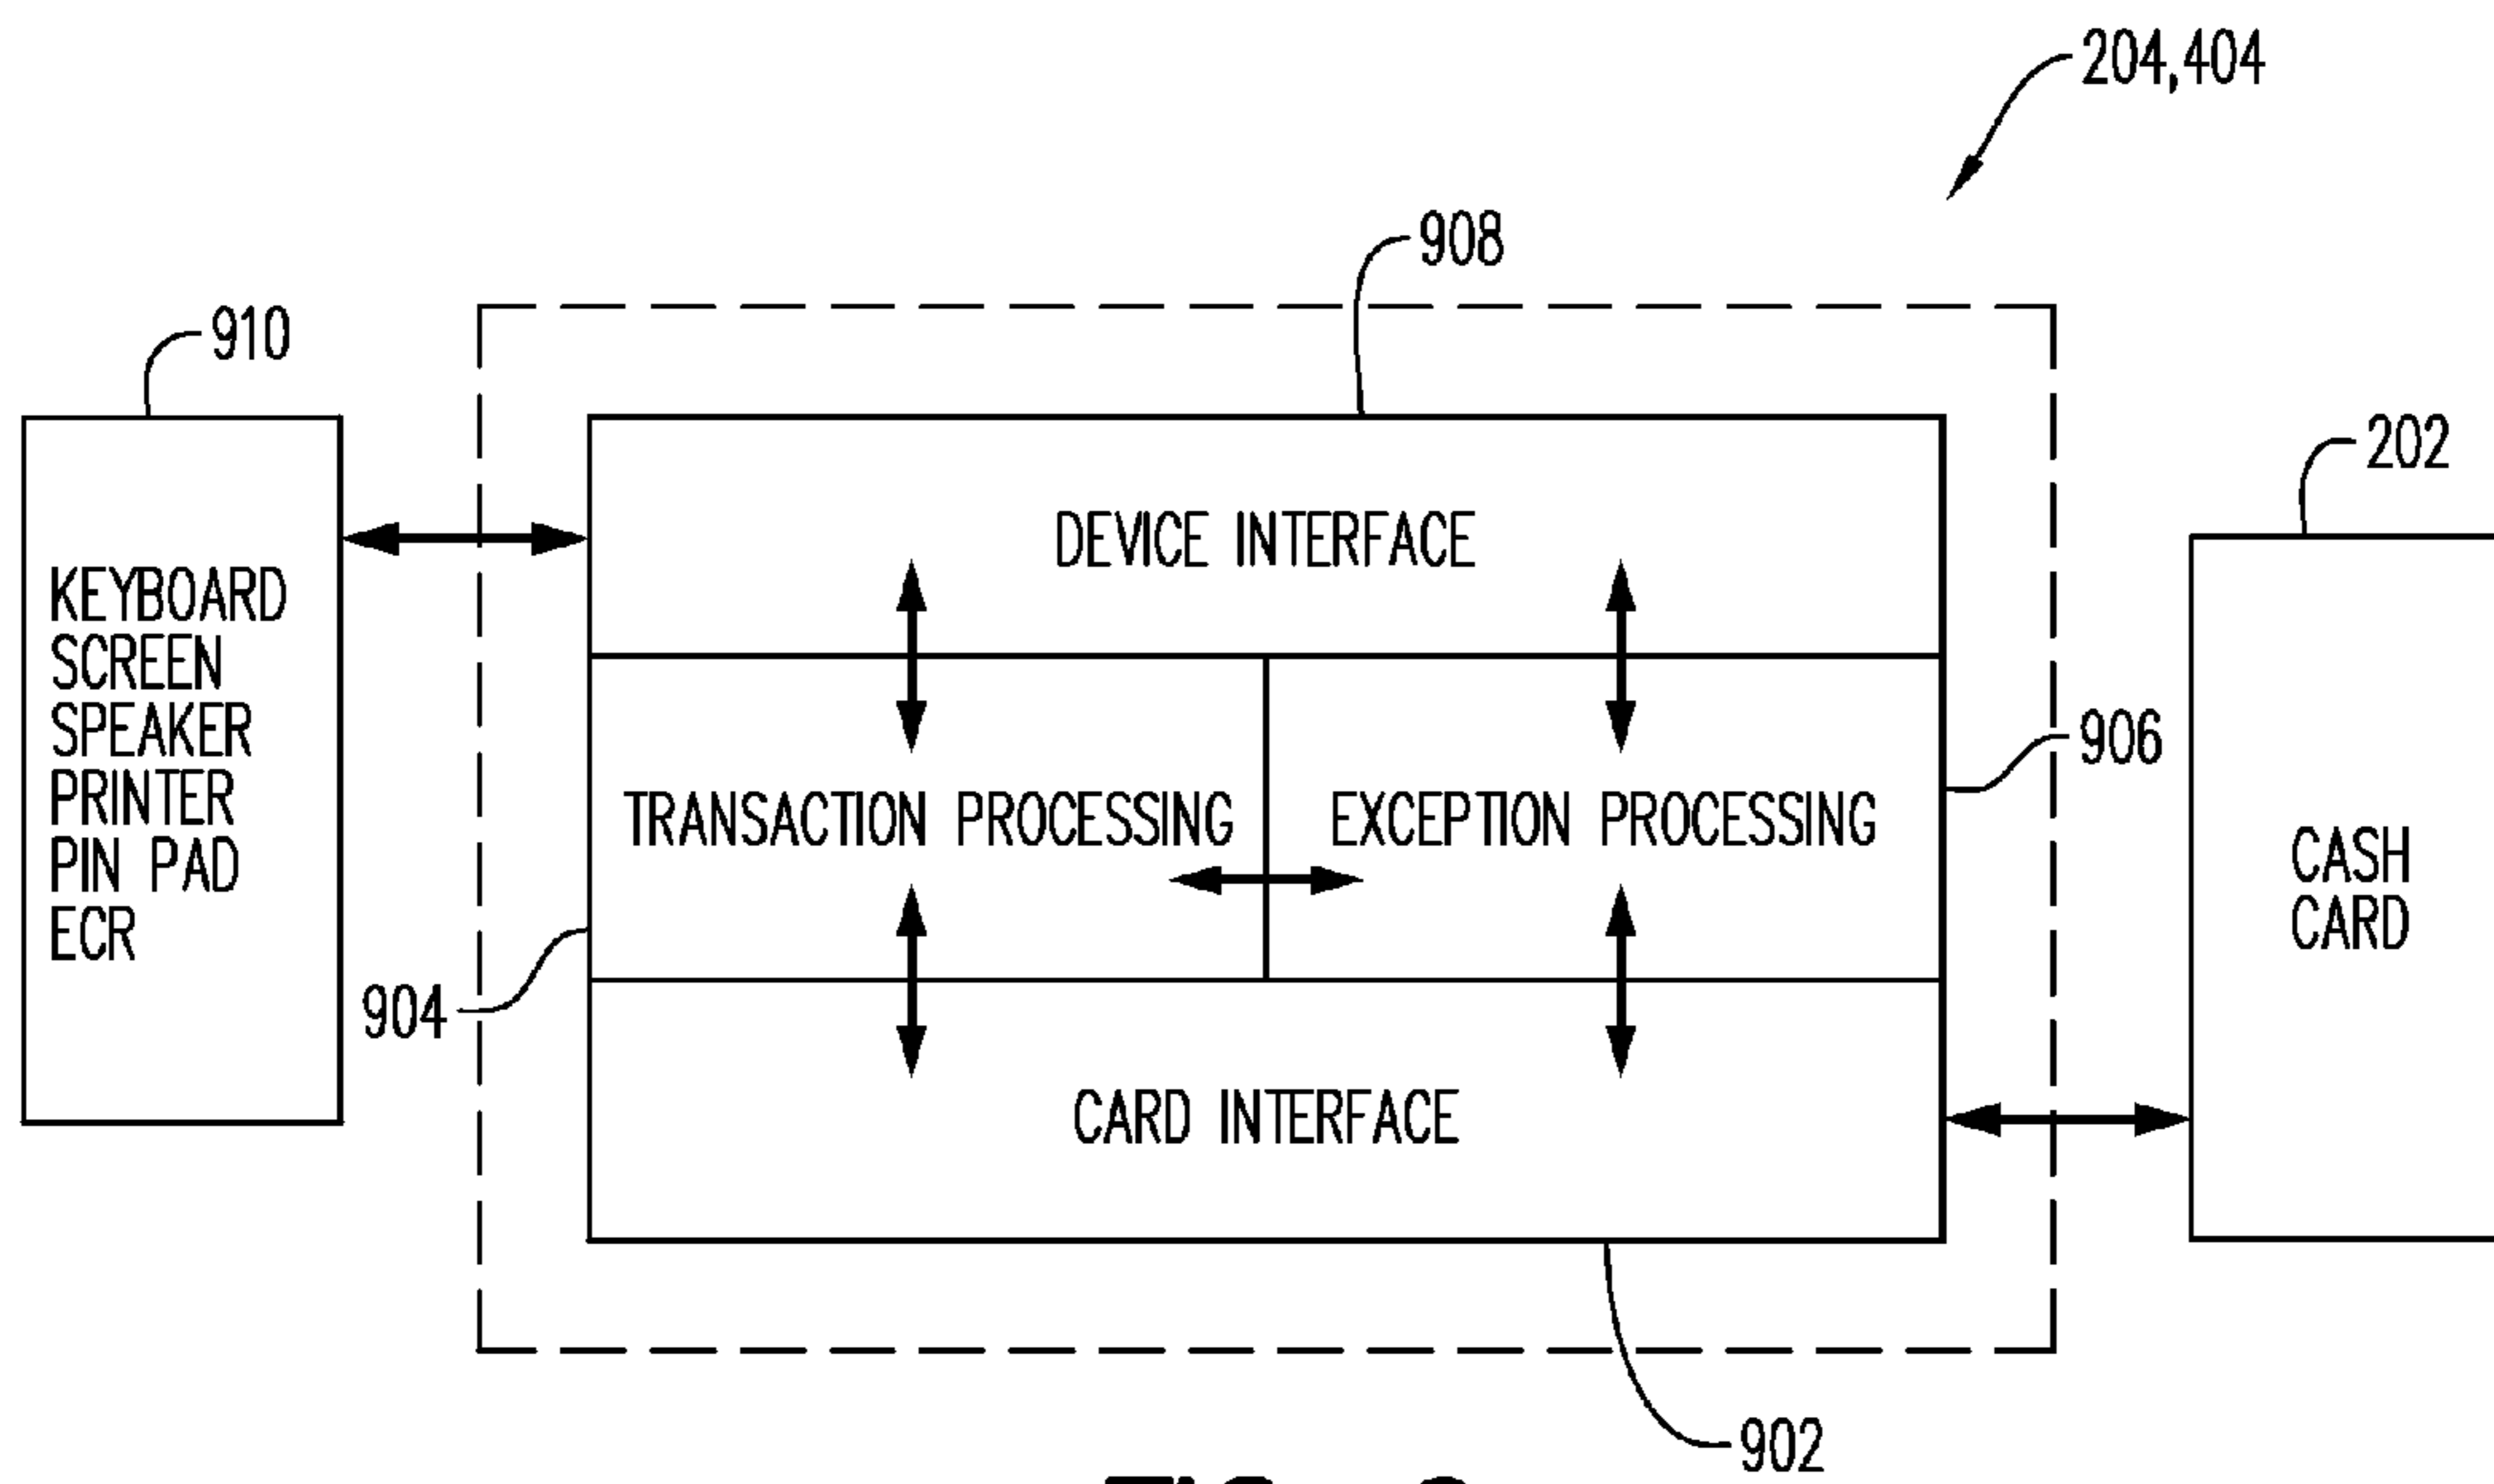 204,404
908
910
202
DEVICE INTERFACE
KEYBOARD
SCREEN
SPEAKER
PRINTER
PIN PAD
ECR
906
TRANSACTION PROCESSING
EXCEPTION PROCESSING
CASH
CARD
904
CARD INTERFACE
902